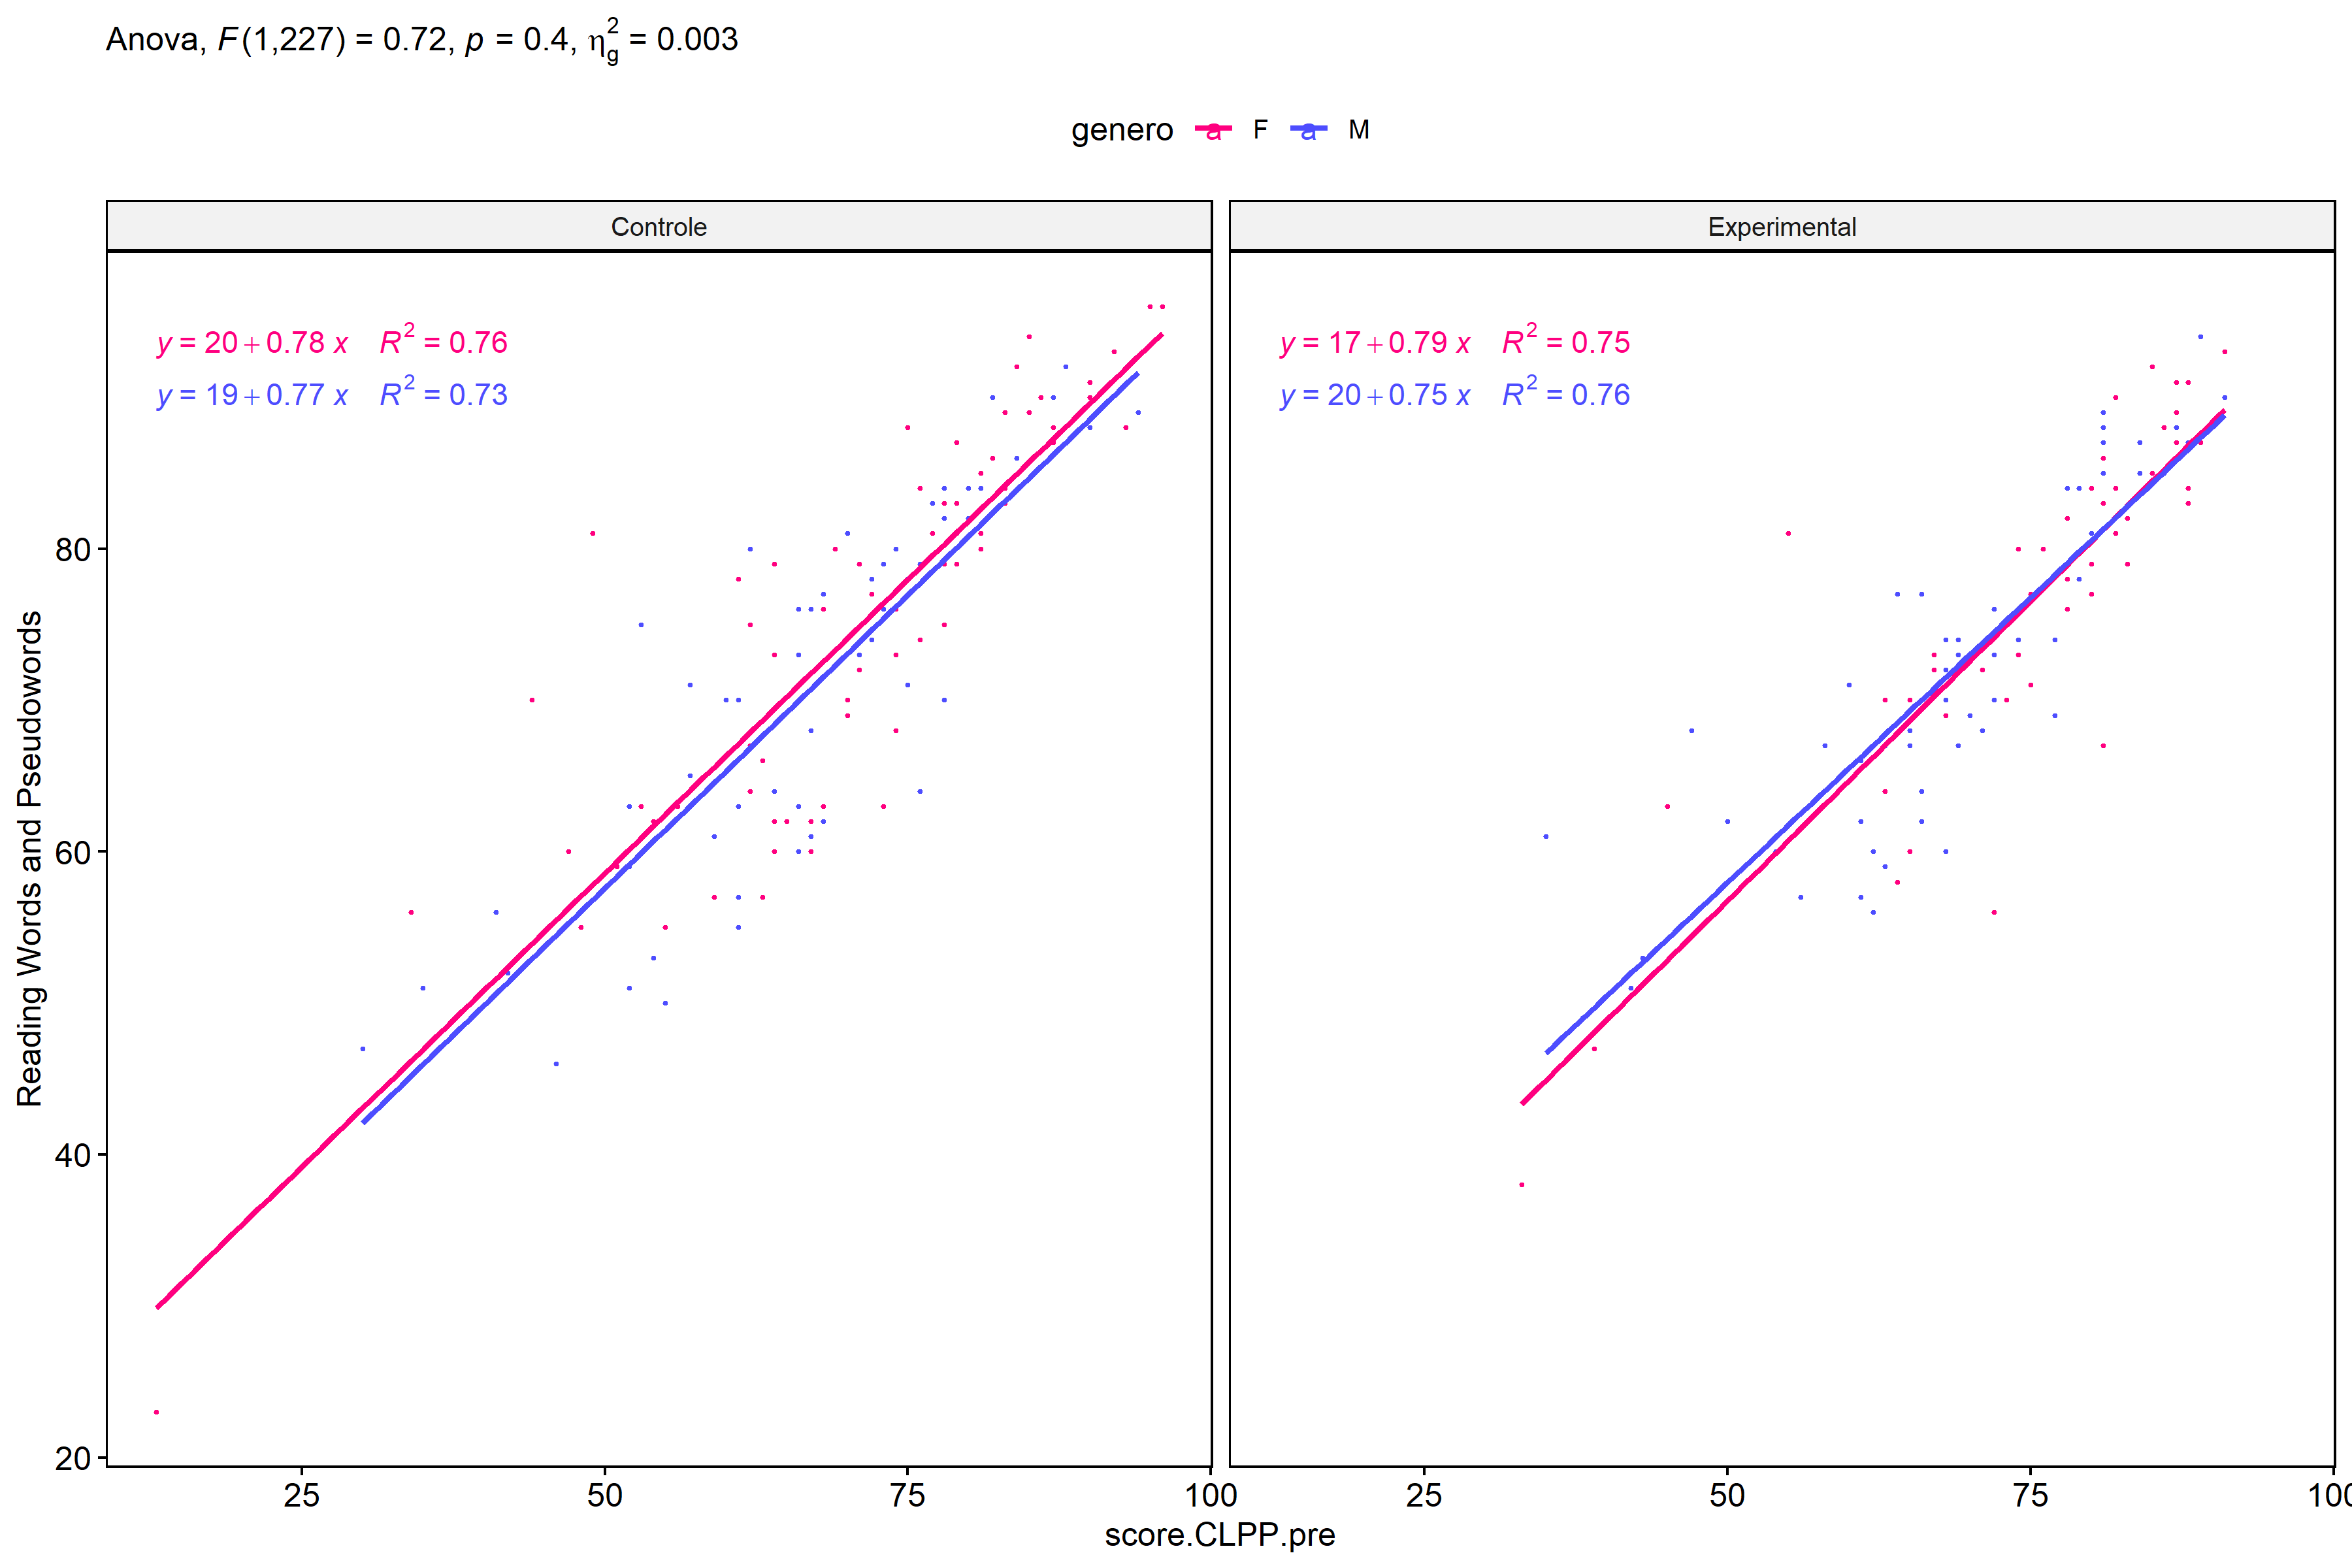 Anova, F(1,227) = 0.72, p = 0.4, η²g = 0.003
genero a F a M
Controle
Experimental
y = 20 + 0.78 x R² = 0.76
y = 19 + 0.77 x R² = 0.73
y = 17 + 0.79 x R² = 0.75
y = 20 + 0.75 x R² = 0.76
80
60
40
20
Reading Words and Pseudowords
25 50 75 100
25 50 75 100
score.CLPP.pre